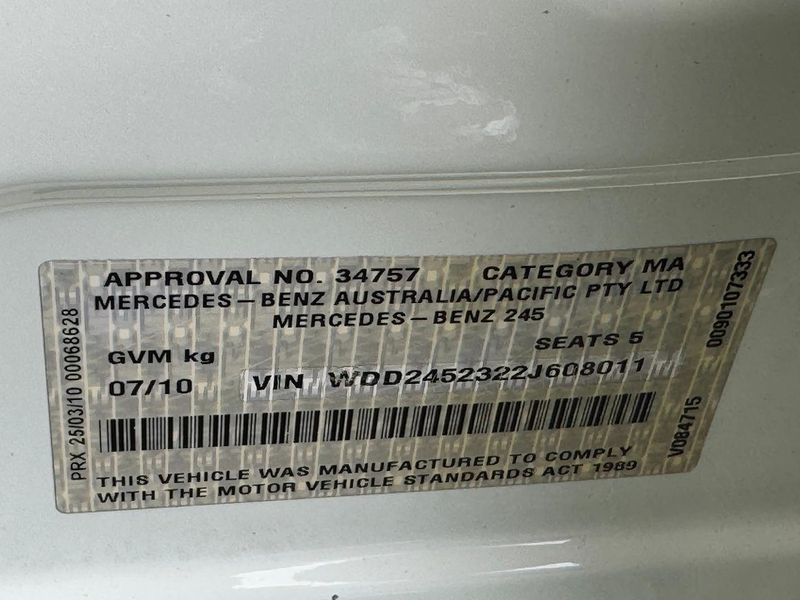 APPROVAL NO. 34757 CATEGORY MA
MERCEDES-BENZ AUSTRALIA/PACIFIC PTY LTD
MERCEDES-BENZ 245
GVM kg SEATS 5
07/10 VIN WDD2452322J608011
THIS VEHICLE WAS MANUFACTURED TO COMPLY
WITH THE MOTOR VEHICLE STANDARDS ACT 1989
PRX 25/03/10 00068628
V084715 0090107333